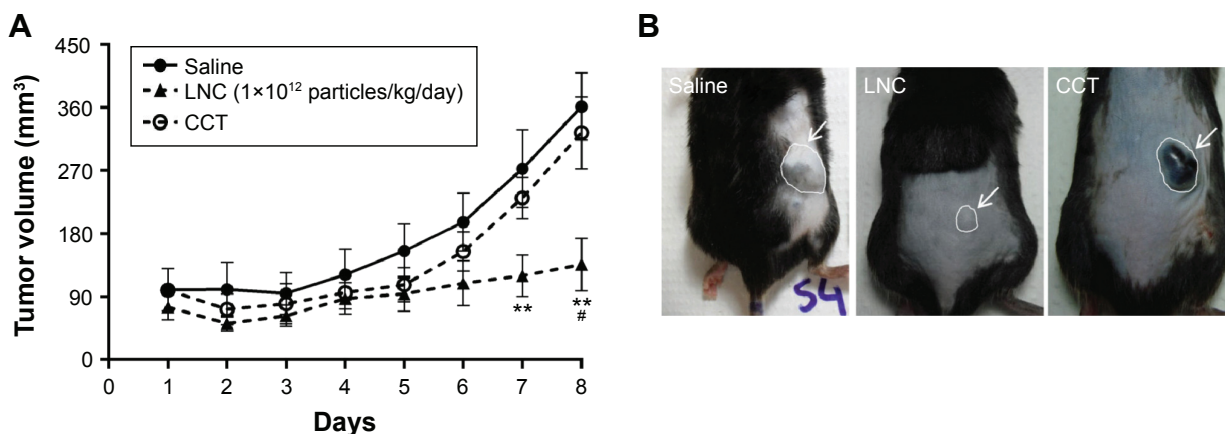 A
450
360
270
180
90
0
Tumor volume (mm³)
Saline
LNC (1×10¹² particles/kg/day)
CCT
**
**
#
0 1 2 3 4 5 6 7 8
Days
B
Saline
LNC
CCT
S4